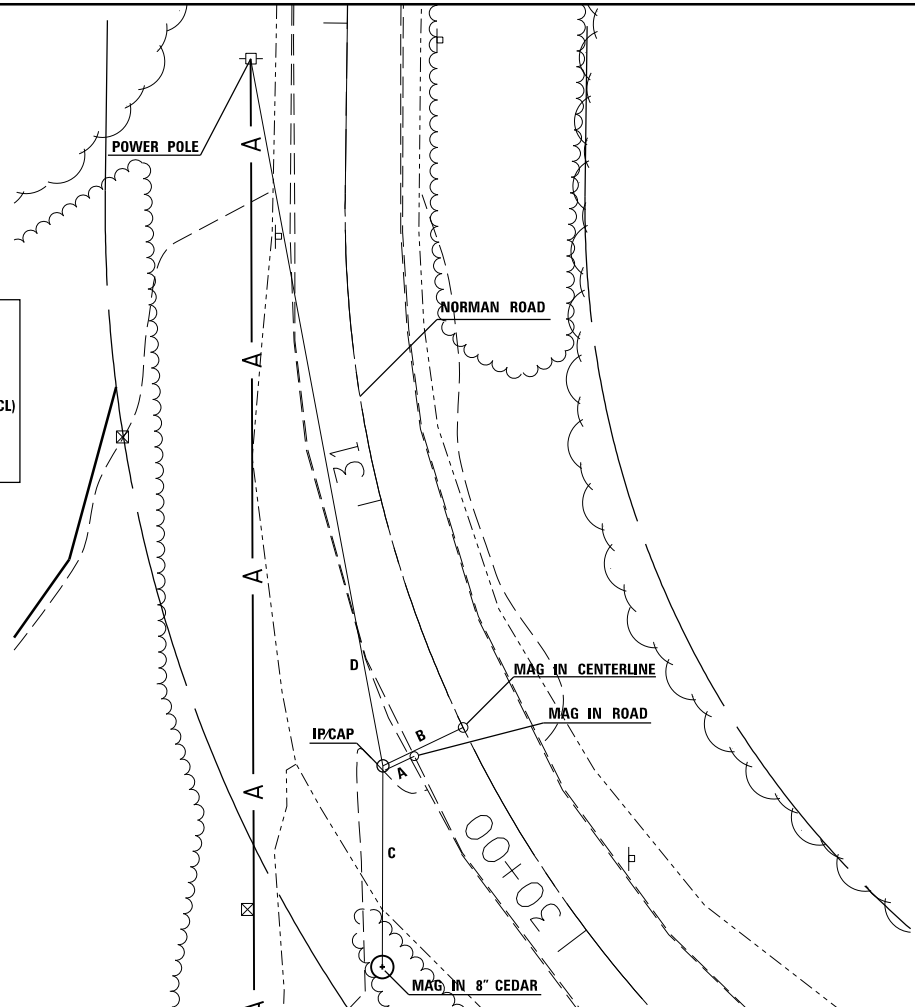 POWER POLE
A
NORMAN ROAD
A
CL)
31
A
D
MAG IN CENTERLINE
MAG IN ROAD
IP/CAP
B
A
A
C
30+00
MAG IN 8" CEDAR
A